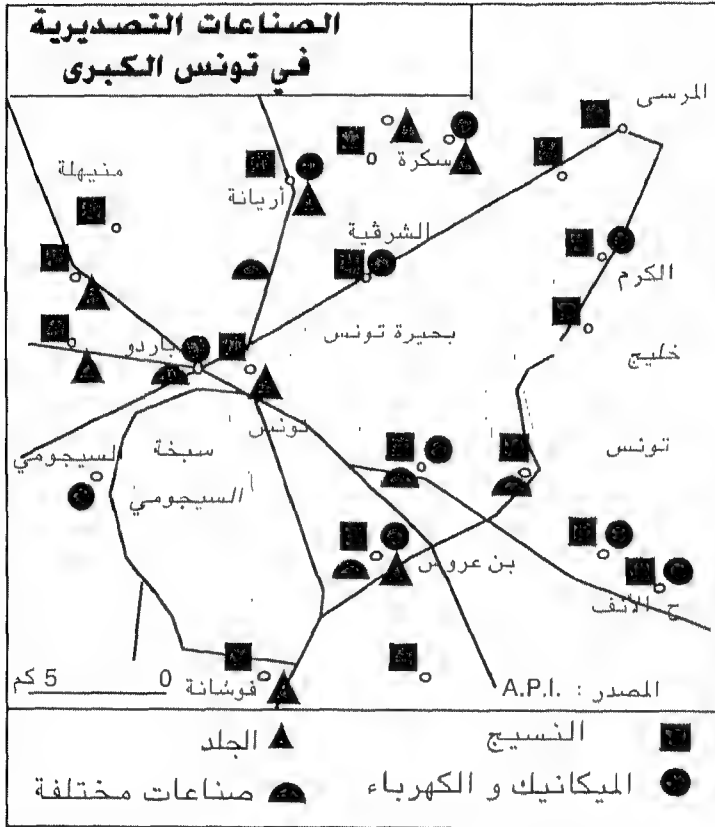 الصناعات التصديرية
في تونس الكبرى
المرسى
سكرة
منيهلة
أريانة
الشرڤية
الكرم
بحيرة تونس
باردو
خليج
تونس
تونس
سبخة
السيجومي
السيجومي
بن عروس
ح. الأنف
فوشانة
0 5 كم
المصدر : A.P.I.
النسيج
الجلد
الميكانيك و الكهرباء
صناعات مختلفة